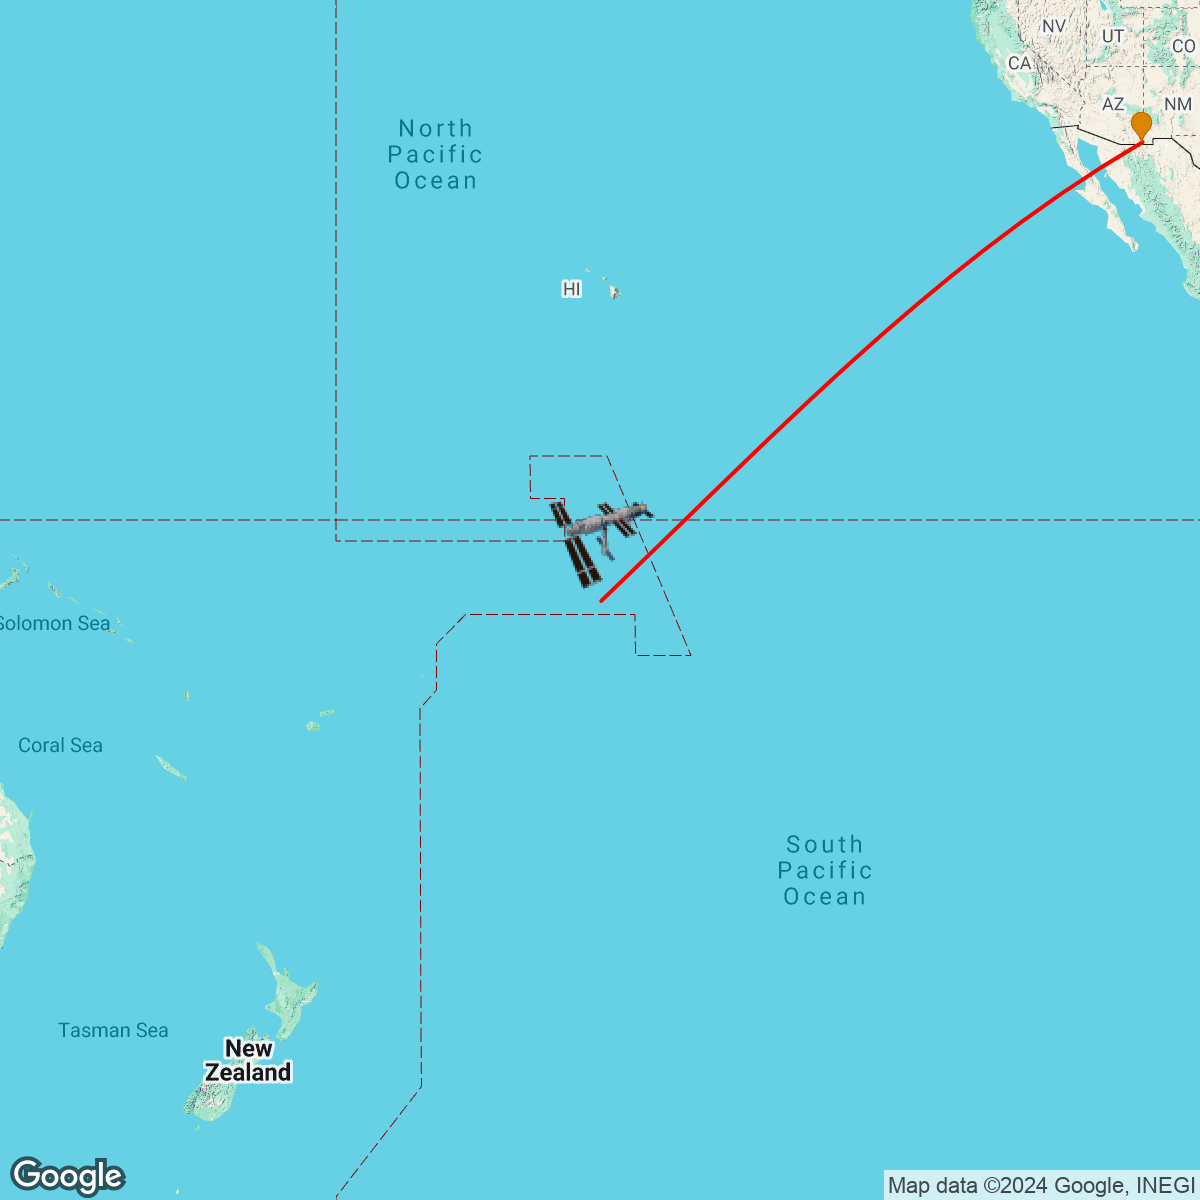 NV
UT
CO
CA
AZ
NM
North
Pacific
Ocean
HI
Solomon Sea
Coral Sea
South
Pacific
Ocean
Tasman Sea
New
Zealand
Google
Map data ©2024 Google, INEGI